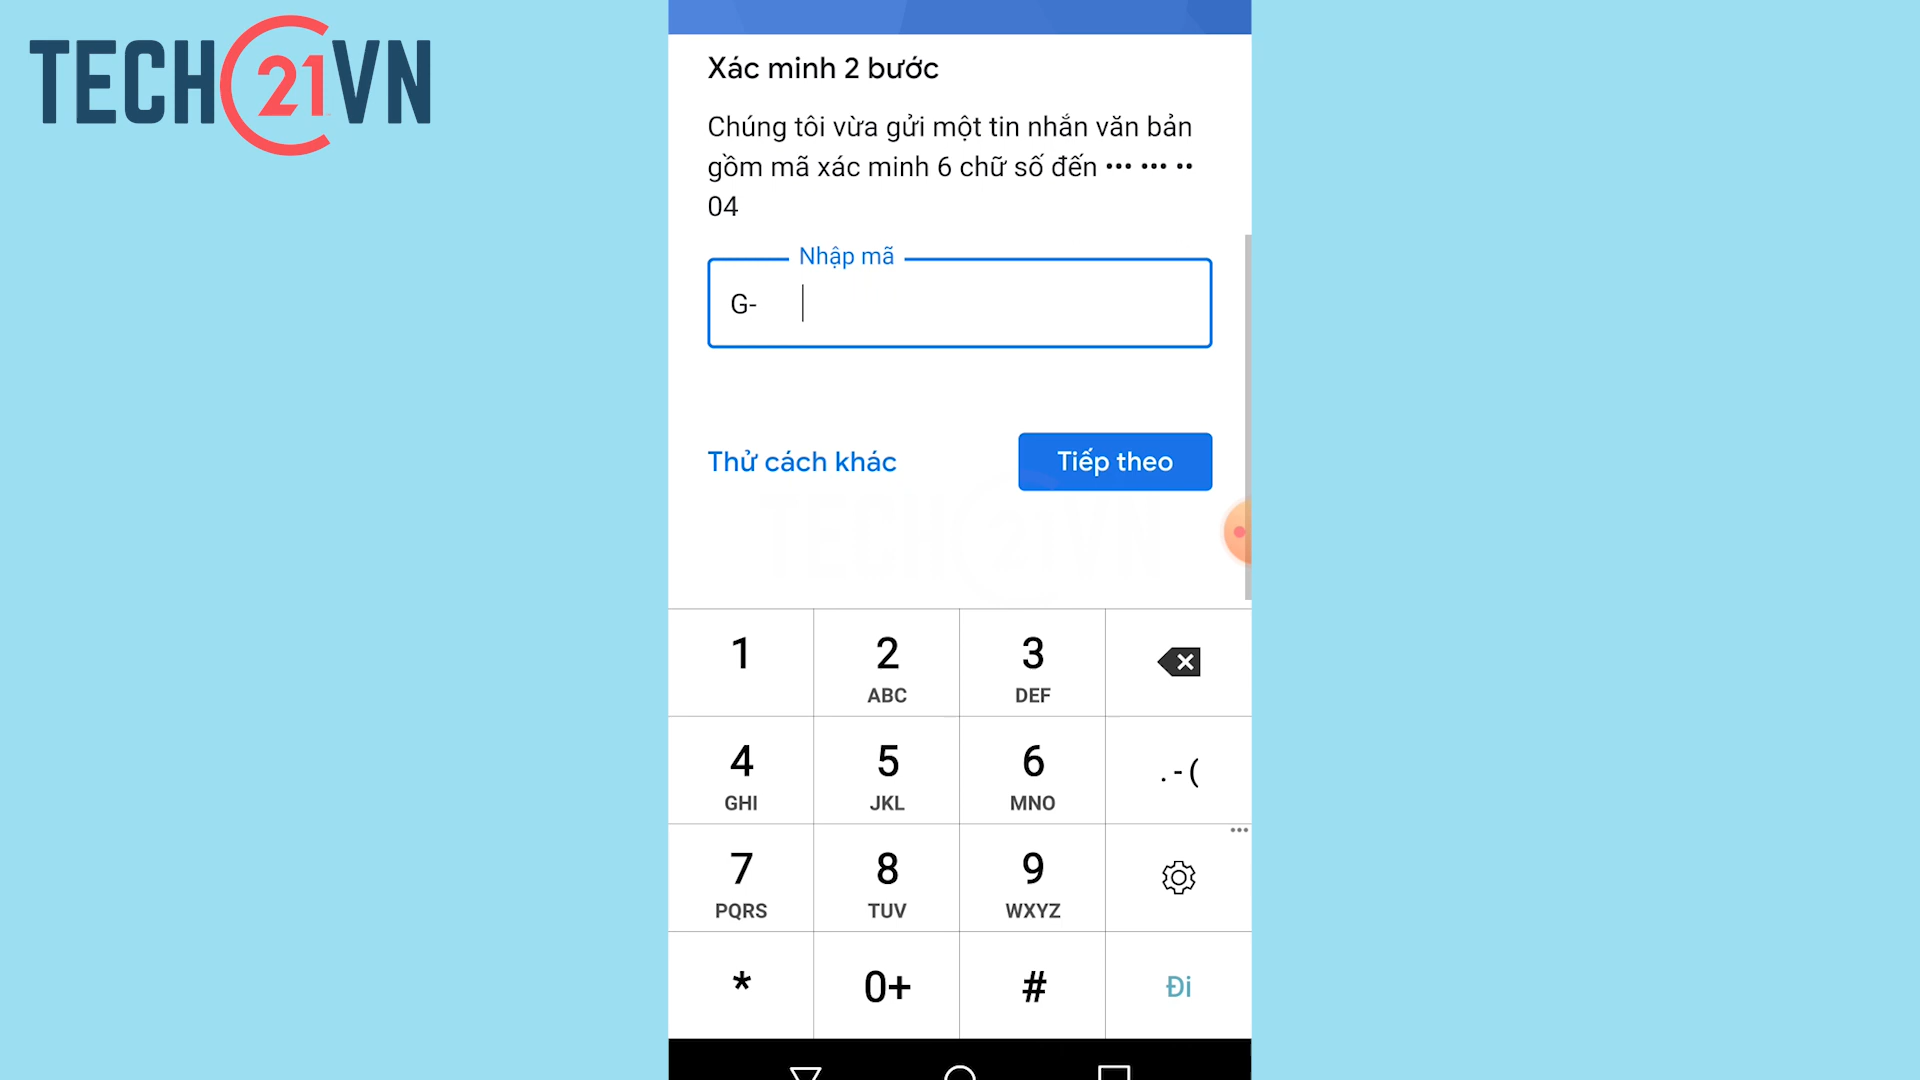 TECH21VN
Xác minh 2 bước
Chúng tôi vừa gửi một tin nhắn văn bản
gồm mã xác minh 6 chữ số đến ••• ••• ••
04
Nhập mã
G-
Thử cách khác
Tiếp theo
TECH21VN
1
2
3
ABC
DEF
4
5
6
. - (
GHI
JKL
MNO
7
8
9
PQRS
TUV
WXYZ
*
0+
#
Đi